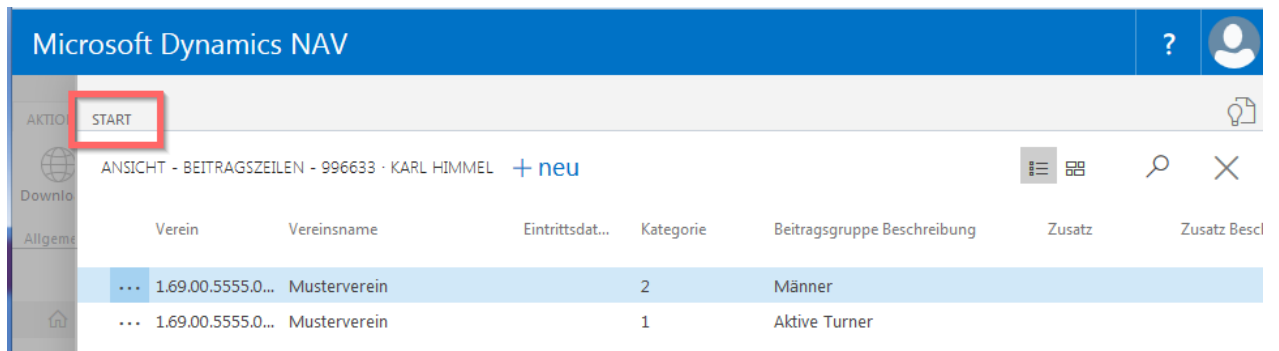 Microsoft Dynamics NAV ?
AKTIO START
ANSICHT - BEITRAGSZEILEN - 996633 · KARL HIMMEL + neu
Downlo
Allgeme
Verein Vereinsname Eintrittsdat... Kategorie Beitragsgruppe Beschreibung Zusatz Zusatz Besch
... 1.69.00.5555.0... Musterverein 2 Männer
... 1.69.00.5555.0... Musterverein 1 Aktive Turner